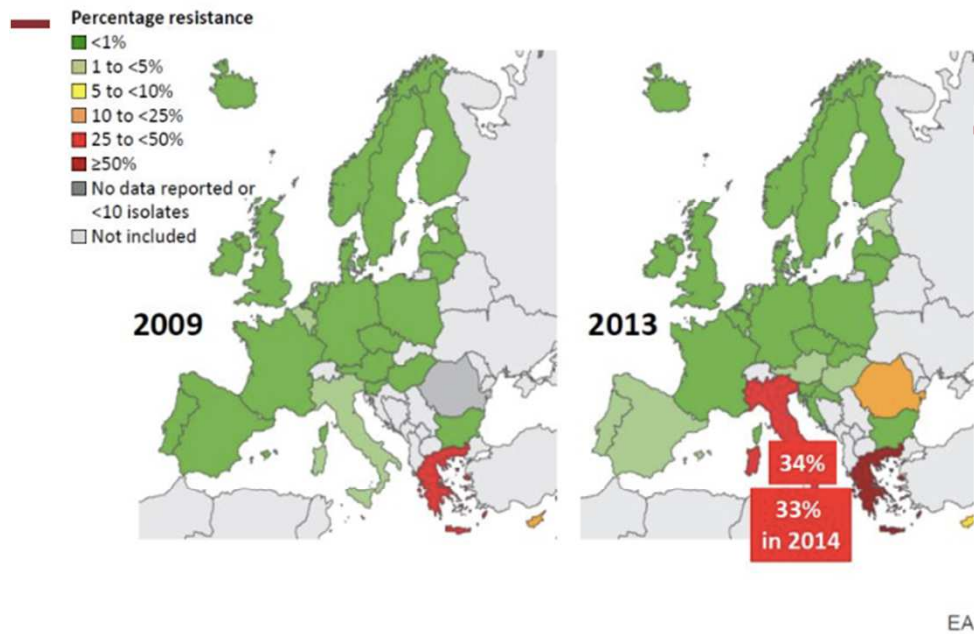 Percentage resistance
<1%
1 to <5%
5 to <10%
10 to <25%
25 to <50%
≥50%
No data reported or
<10 isolates
Not included
2009
2013
34%
33%
in 2014
EA